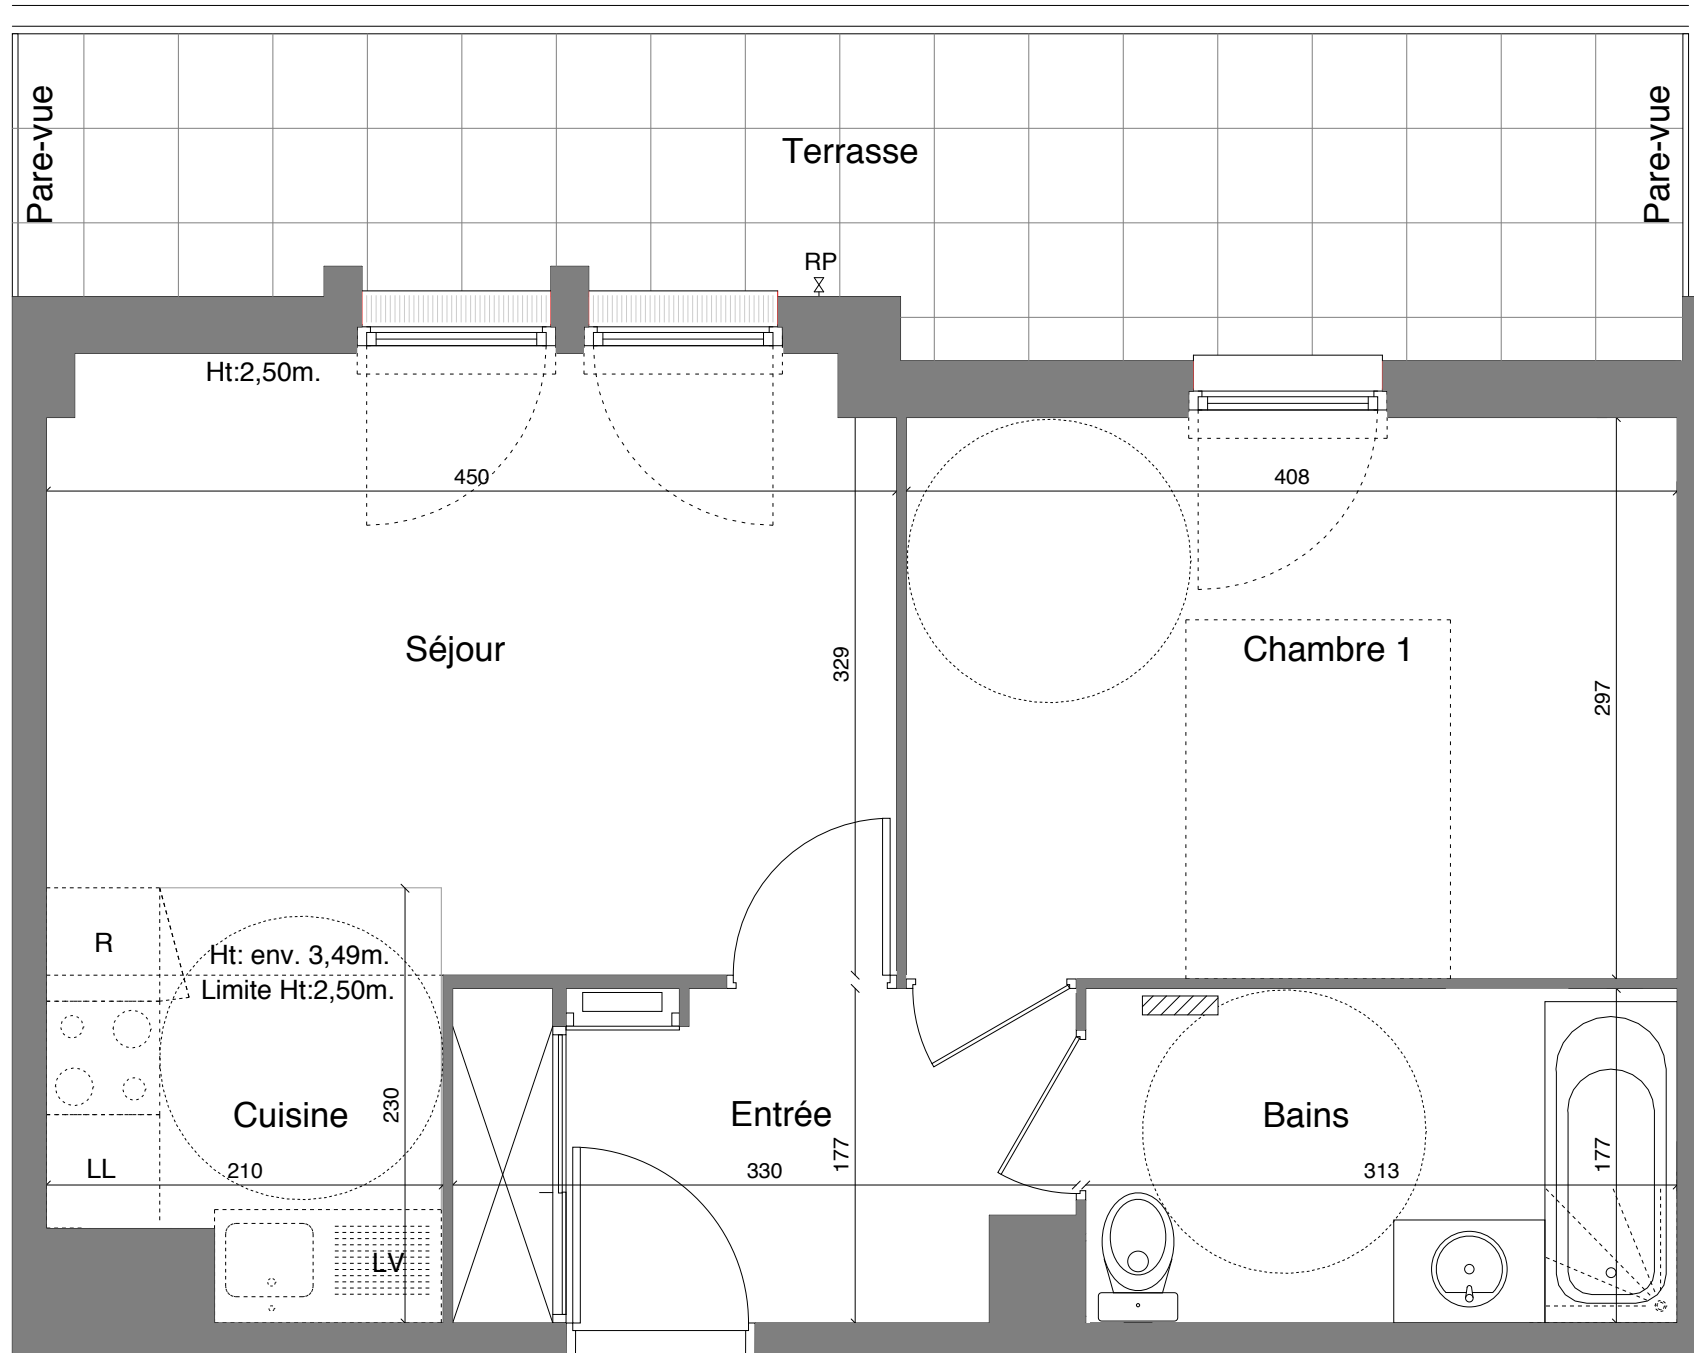 Pare-vue
Terrasse
Pare-vue
RP
Ht:2,50m.
450
408
Séjour
329
Chambre 1
297
R
Ht: env. 3,49m.
Limite Ht:2,50m.
Cuisine
230
Entrée
Bains
LL
210
330
177
313
177
LV